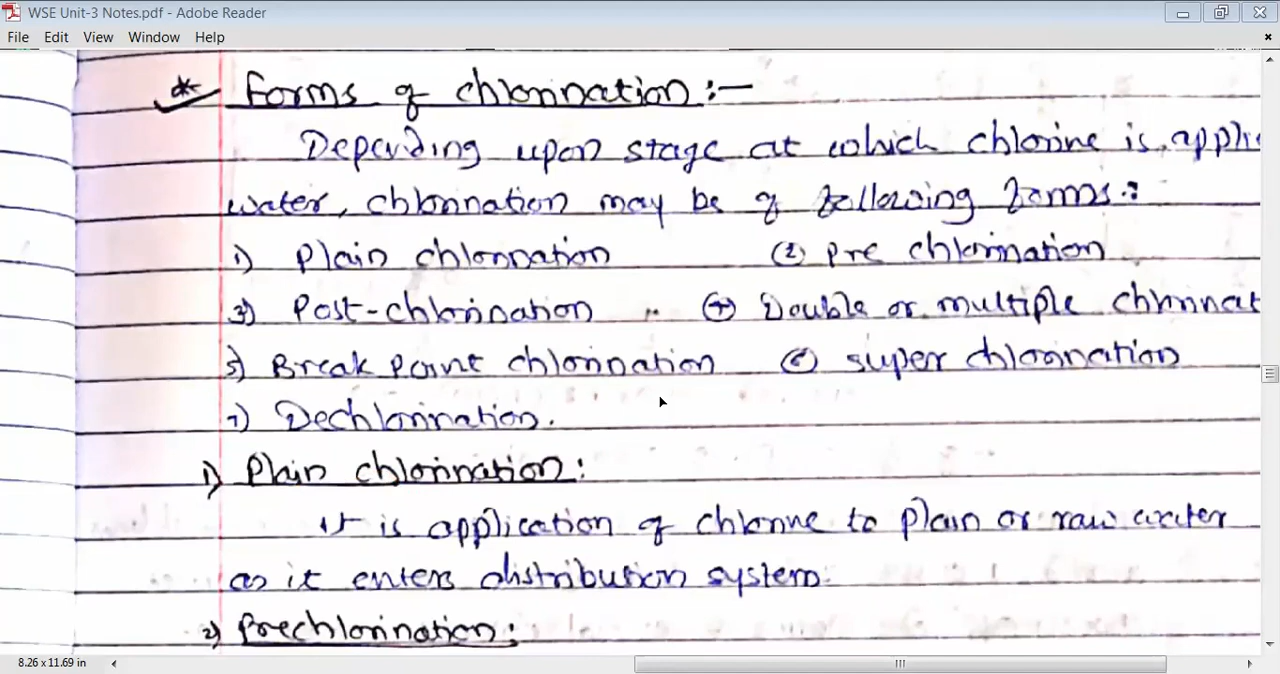 WSE Unit-3 Notes.pdf - Adobe Reader
File Edit View Window Help
* Forms of chlorination :-
Depending upon stage at which chlorine is appli
water, chlorination may be of following forms :
1) Plain chlorination (2) Pre chlorination
3) Post-chlorination (4) Double or multiple chlorinat
5) Break point chlorination (6) super chlorination
7) Dechlorination.
1) Plain chlorination:
It is application of chlorine to plain or raw water
as it enters distribution system.
2) Prechlorination:
8.26 x 11.69 in